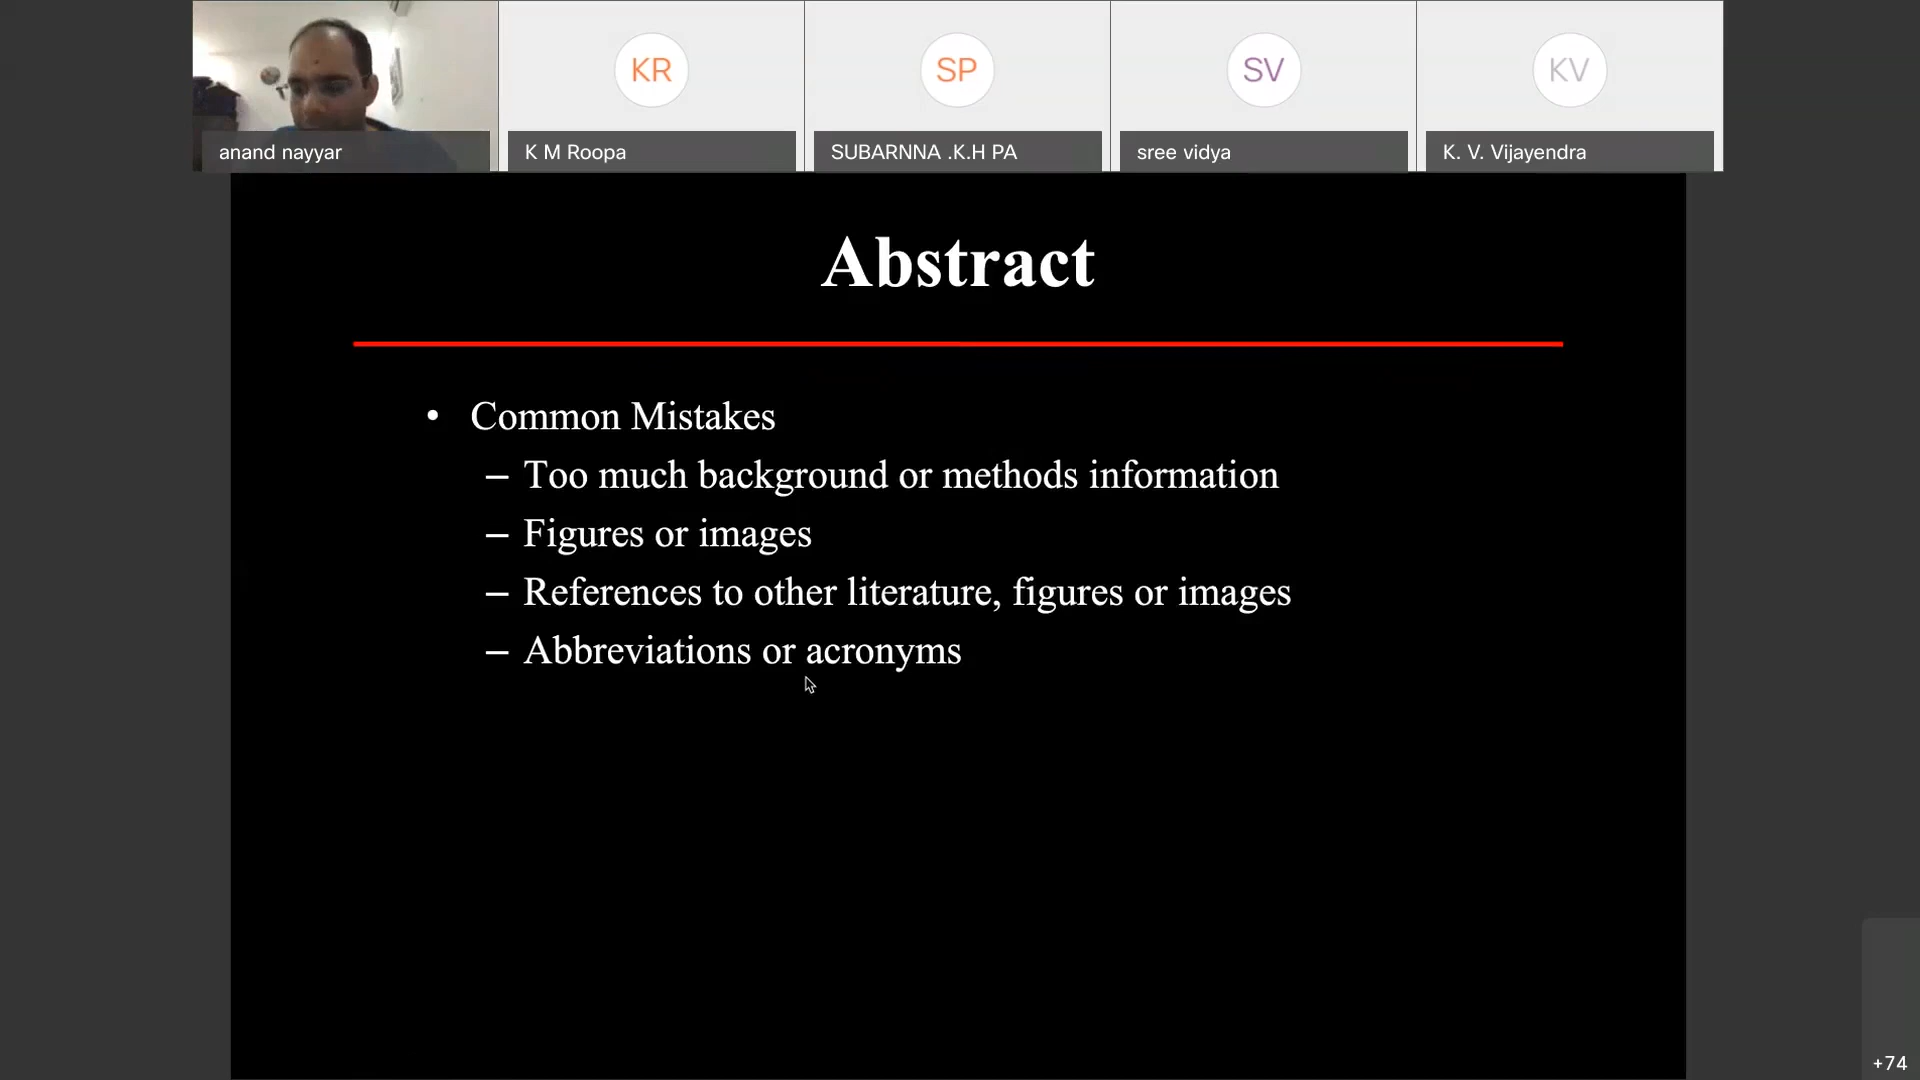 KR
SP
SV
KV
anand nayyar
K M Roopa
SUBARNNA .K.H PA
sree vidya
K. V. Vijayendra
Abstract
• Common Mistakes
– Too much background or methods information
– Figures or images
– References to other literature, figures or images
– Abbreviations or acronyms
+74